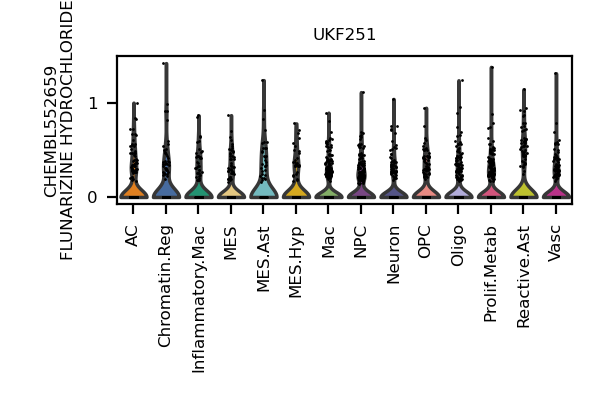 UKF251
CHEMBL552659
FLUNARIZINE HYDROCHLORIDE
1
0
AC
Chromatin.Reg
Inflammatory.Mac
MES
MES.Ast
MES.Hyp
Mac
NPC
Neuron
OPC
Oligo
Prolif.Metab
Reactive.Ast
Vasc